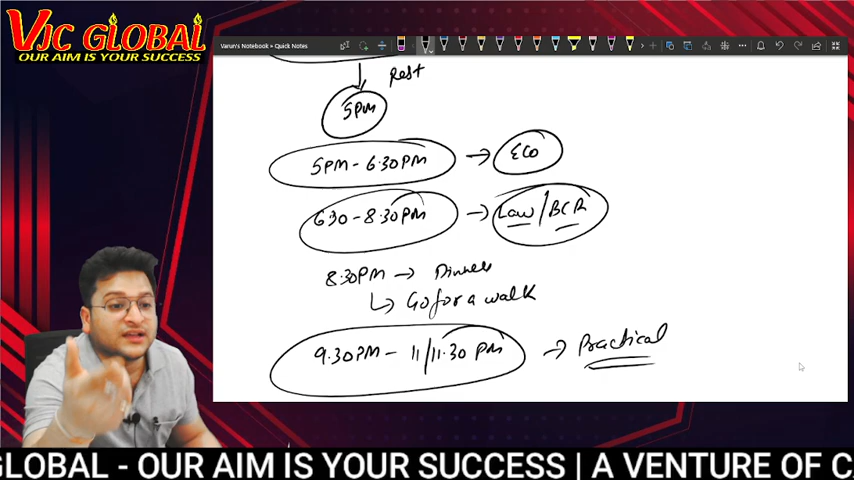 VJC GLOBAL
OUR AIM IS YOUR SUCCESS
Varun's Notebook » Quick Notes
Rest
5PM
5PM - 6.30PM → ECO
6.30 - 8.30PM → Law/BCR
8.30PM → Dinner
↳ Go for a walk
9.30PM - 11/11.30 PM → Practical
GLOBAL - OUR AIM IS YOUR SUCCESS | A VENTURE OF C